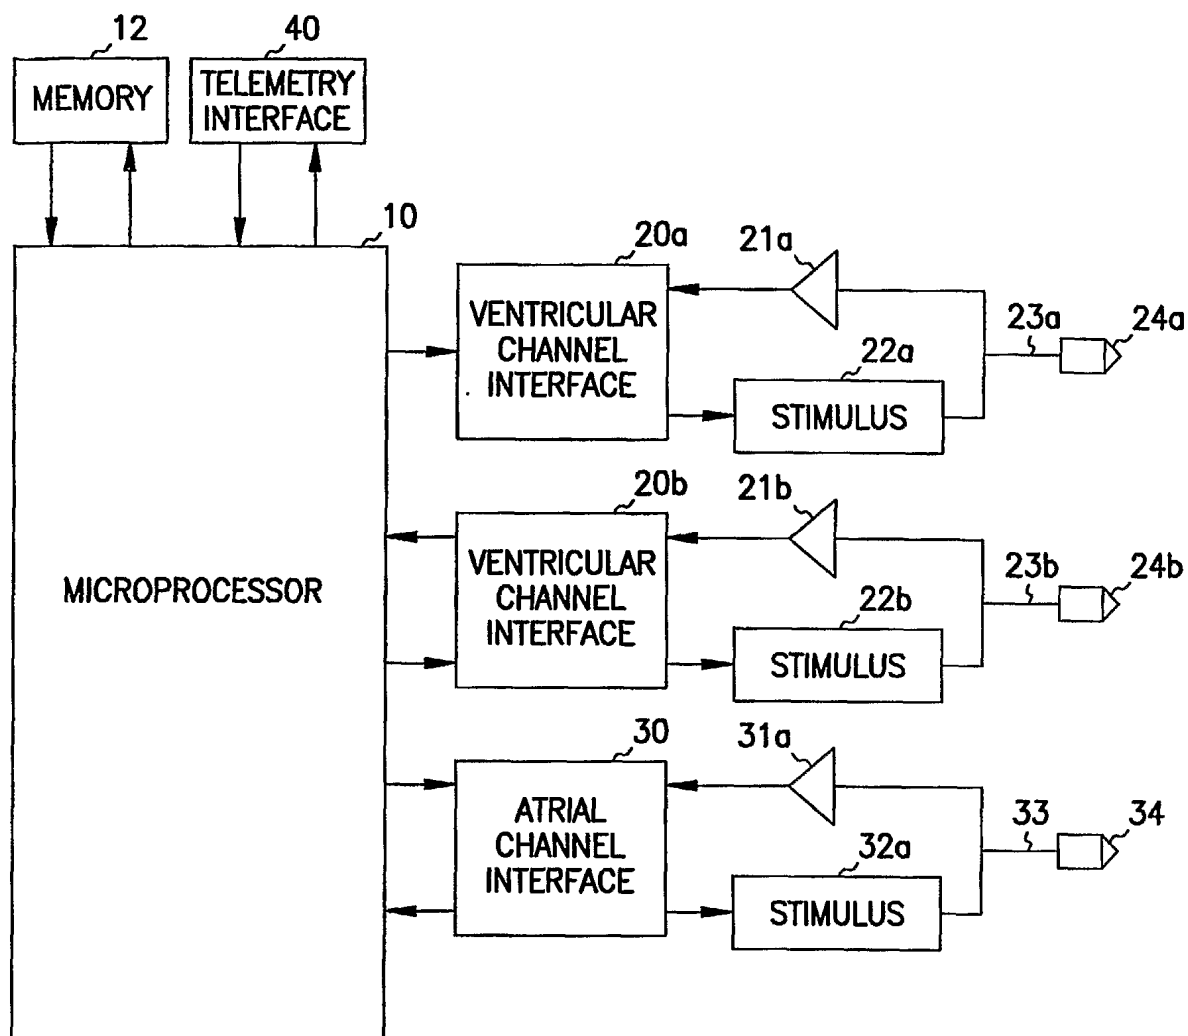 12
40
MEMORY
TELEMETRY
INTERFACE
10
MICROPROCESSOR
20a
21a
VENTRICULAR
CHANNEL
INTERFACE
22a
STIMULUS
23a
24a
20b
21b
VENTRICULAR
CHANNEL
INTERFACE
22b
STIMULUS
23b
24b
30
31a
ATRIAL
CHANNEL
INTERFACE
32a
STIMULUS
33
34